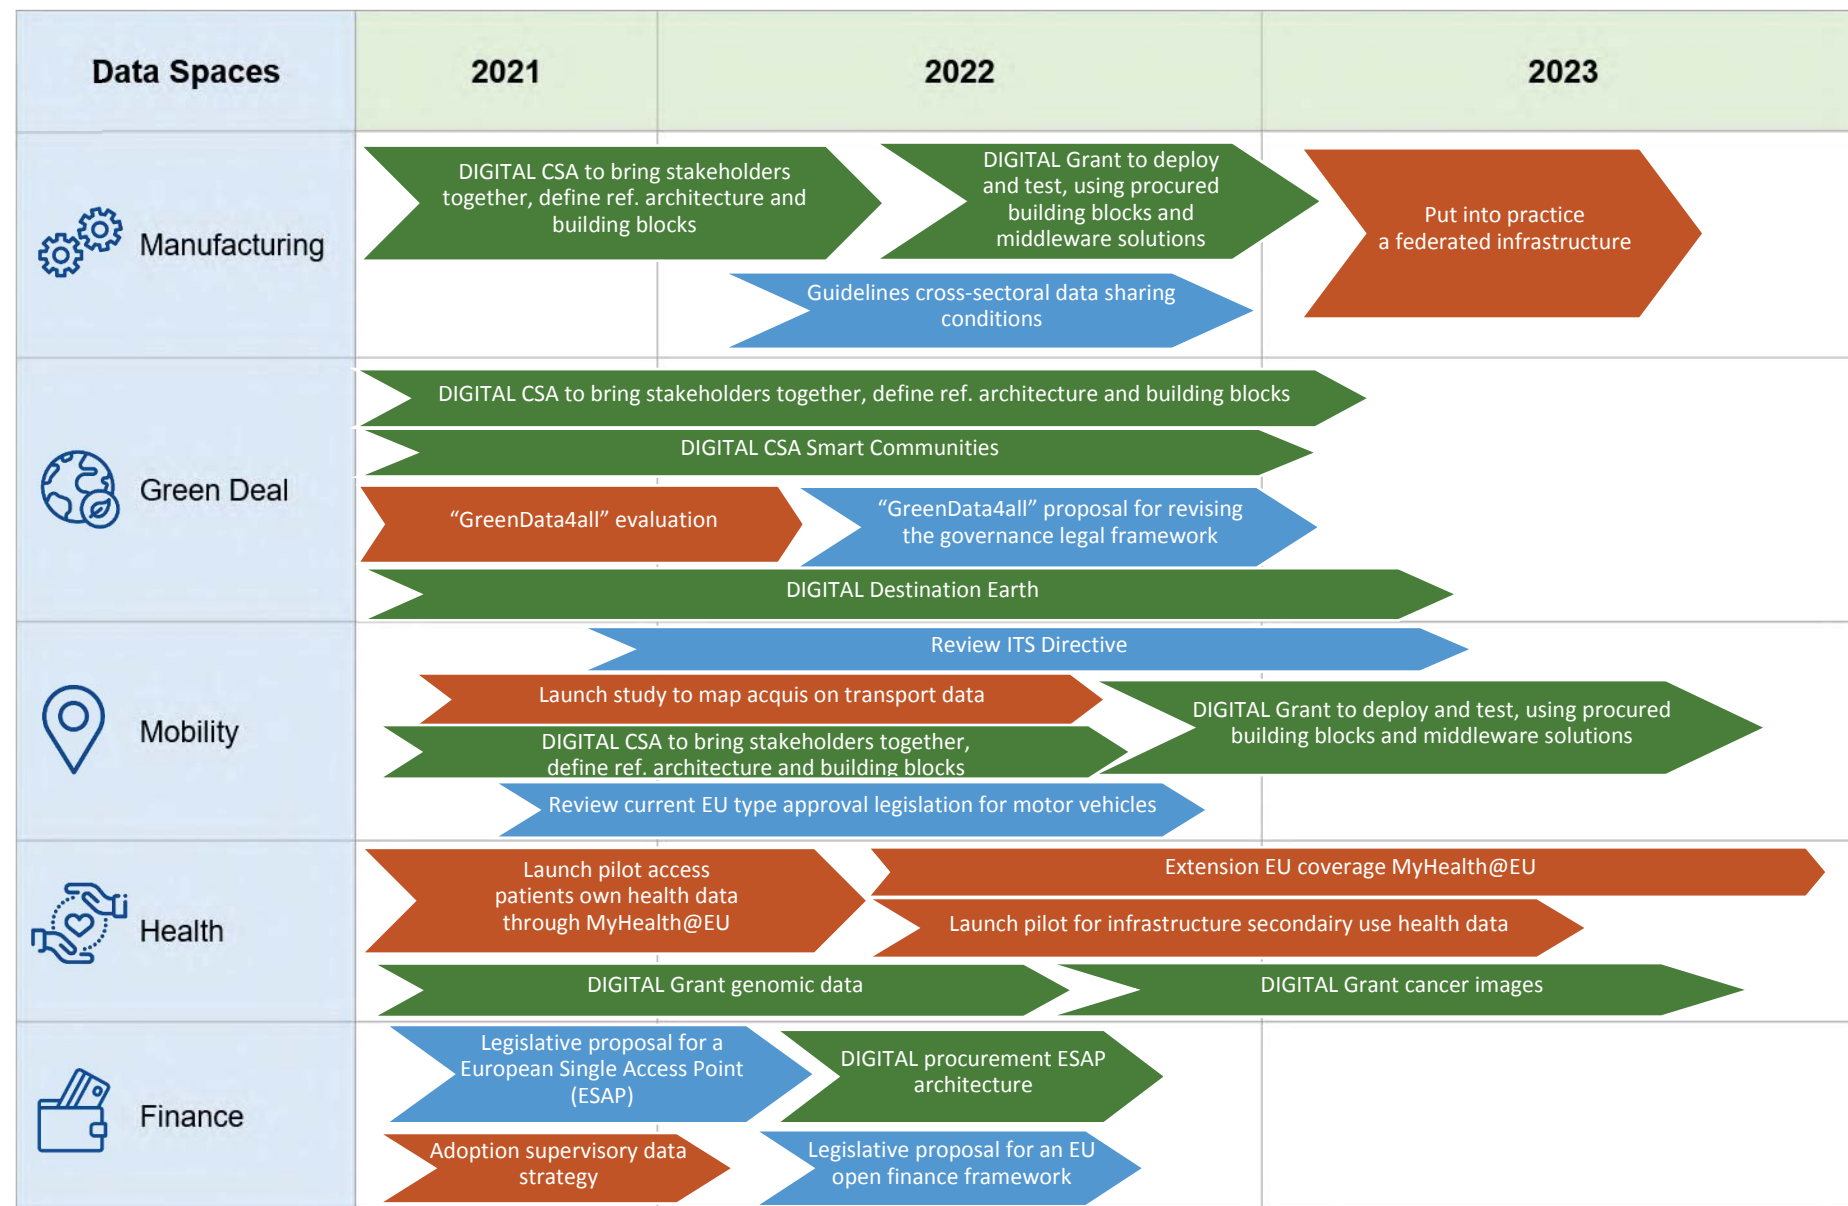 Data Spaces
2021
2022
2023
Manufacturing
DIGITAL CSA to bring stakeholders
together, define ref. architecture and
building blocks
DIGITAL Grant to deploy
and test, using procured
building blocks and
middleware solutions
Put into practice
a federated infrastructure
Guidelines cross-sectoral data sharing
conditions
Green Deal
DIGITAL CSA to bring stakeholders together, define ref. architecture and building blocks
DIGITAL CSA Smart Communities
“GreenData4all” evaluation
“GreenData4all” proposal for revising
the governance legal framework
DIGITAL Destination Earth
Mobility
Review ITS Directive
Launch study to map acquis on transport data
DIGITAL CSA to bring stakeholders together,
define ref. architecture and building blocks
DIGITAL Grant to deploy and test, using procured
building blocks and middleware solutions
Review current EU type approval legislation for motor vehicles
Health
Launch pilot access
patients own health data
through MyHealth@EU
Extension EU coverage MyHealth@EU
Launch pilot for infrastructure secondairy use health data
DIGITAL Grant genomic data
DIGITAL Grant cancer images
Finance
Legislative proposal for a
European Single Access Point
(ESAP)
DIGITAL procurement ESAP
architecture
Adoption supervisory data
strategy
Legislative proposal for an EU
open finance framework